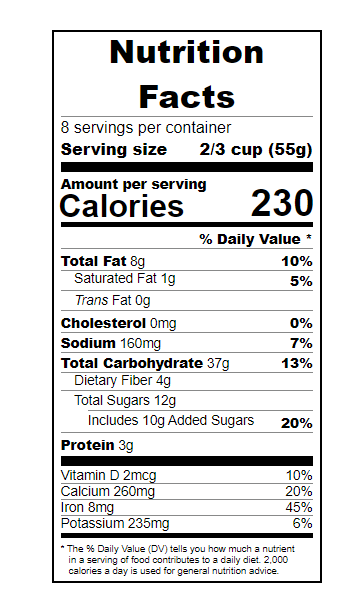 Nutrition
Facts
8 servings per container
Serving size 2/3 cup (55g)
Amount per serving
Calories 230
% Daily Value *
Total Fat 8g 10%
Saturated Fat 1g 5%
Trans Fat 0g
Cholesterol 0mg 0%
Sodium 160mg 7%
Total Carbohydrate 37g 13%
Dietary Fiber 4g
Total Sugars 12g
Includes 10g Added Sugars 20%
Protein 3g
Vitamin D 2mcg 10%
Calcium 260mg 20%
Iron 8mg 45%
Potassium 235mg 6%
* The % Daily Value (DV) tells you how much a nutrient
in a serving of food contributes to a daily diet. 2,000
calories a day is used for general nutrition advice.